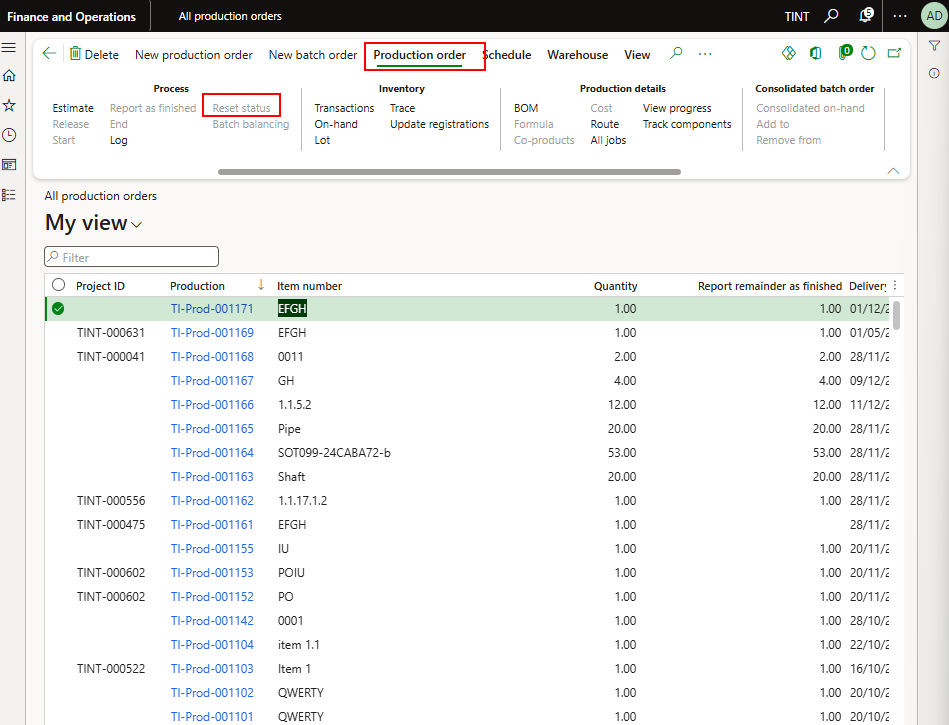 Finance and Operations All production orders TINT 5 AD
Delete New production order New batch order Production order Schedule Warehouse View 0
Process Inventory Production details Consolidated batch order
Estimate Report as finished Reset status Transactions Trace BOM Cost View progress Consolidated on-hand
Release End Batch balancing On-hand Update registrations Formula Route Track components Add to
Start Log Lot Co-products All jobs Remove from
All production orders
My view
Filter
Project ID Production Item number Quantity Report remainder as finished Delivery
TI-Prod-001171 EFGH 1.00 1.00 01/12/2
TINT-000631 TI-Prod-001169 EFGH 1.00 1.00 01/05/2
TINT-000041 TI-Prod-001168 0011 2.00 2.00 28/11/2
TI-Prod-001167 GH 4.00 4.00 09/12/2
TI-Prod-001166 1.1.5.2 12.00 12.00 11/12/2
TI-Prod-001165 Pipe 20.00 20.00 28/11/2
TI-Prod-001164 SOT099-24CABA72-b 53.00 53.00 28/11/2
TI-Prod-001163 Shaft 20.00 20.00 28/11/2
TINT-000556 TI-Prod-001162 1.1.17.1.2 1.00 1.00 28/11/2
TINT-000475 TI-Prod-001161 EFGH 1.00 28/11/2
TI-Prod-001155 IU 1.00 1.00 20/11/2
TINT-000602 TI-Prod-001153 POIU 1.00 1.00 20/11/2
TINT-000602 TI-Prod-001152 PO 1.00 1.00 20/11/2
TI-Prod-001142 0001 1.00 1.00 28/10/2
TI-Prod-001104 item 1.1 1.00 1.00 22/10/2
TINT-000522 TI-Prod-001103 Item 1 1.00 1.00 16/10/2
TI-Prod-001102 QWERTY 1.00 1.00 20/10/2
TI-Prod-001101 QWERTY 1.00 1.00 20/10/2